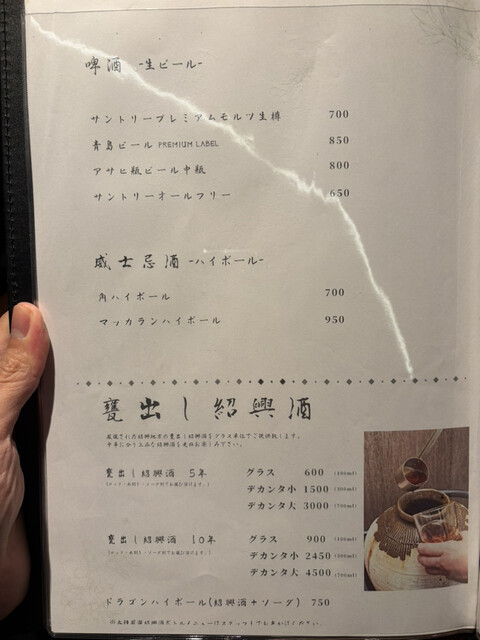 啤酒 -生ビール-
サントリープレミアムモルツ生樽 700
青島ビール PREMIUM LABEL 850
アサヒ瓶ビール中瓶 800
サントリーオールフリー 650
威士忌酒 -ハイボール-
角ハイボール 700
マッカランハイボール 950
甕出し紹興酒
甕出し紹興酒 5年 グラス 600 (100ml)
デカンタ小 1500 (300ml)
デカンタ大 3000 (700ml)
甕出し紹興酒 10年 グラス 900 (100ml)
デカンタ小 2450 (300ml)
デカンタ大 4500 (700ml)
ドラゴンハイボール(紹興酒+ソーダ) 750